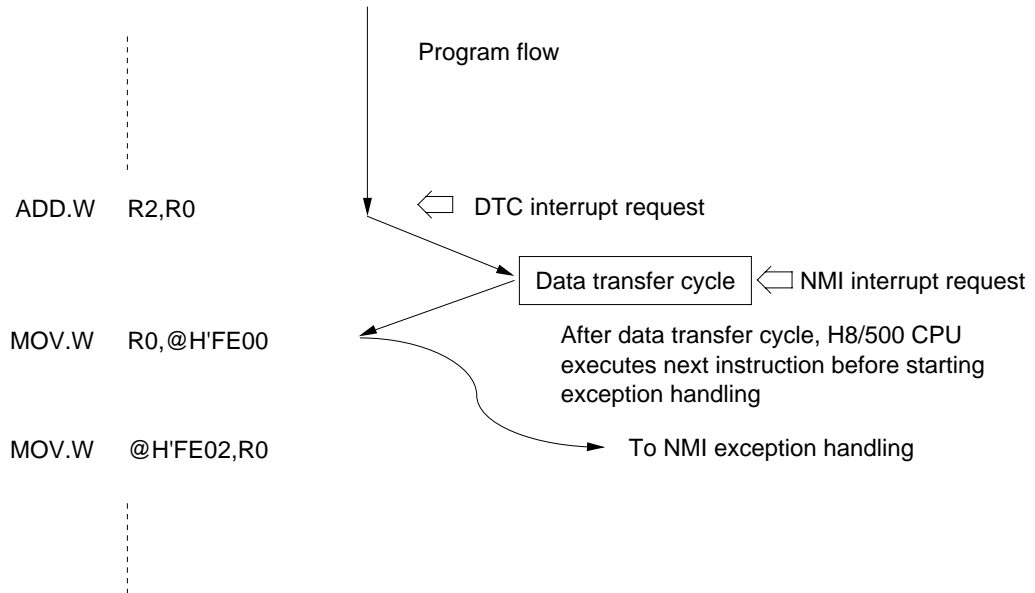 Program flow
ADD.W R2,R0
DTC interrupt request
Data transfer cycle
NMI interrupt request
MOV.W R0,@H'FE00
After data transfer cycle, H8/500 CPU
executes next instruction before starting
exception handling
MOV.W @H'FE02,R0
To NMI exception handling